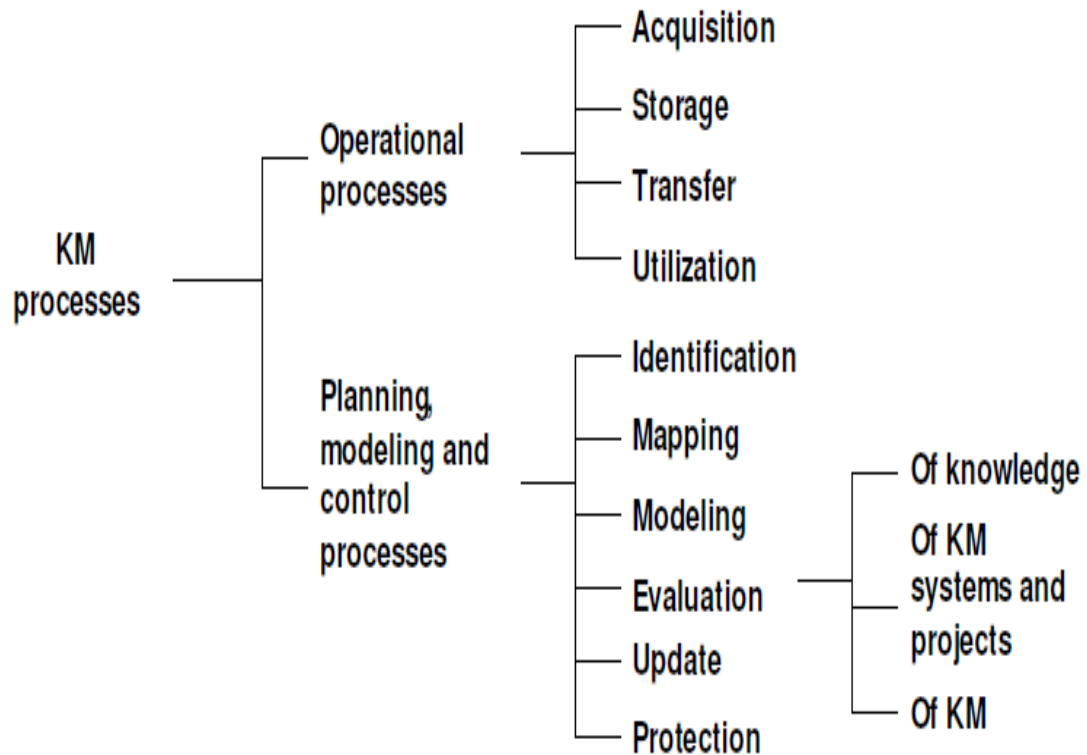 KM
processes
Operational
processes
Acquisition
Storage
Transfer
Utilization
Planning,
modeling and
control
processes
Identification
Mapping
Modeling
Evaluation
Update
Protection
Of knowledge
Of KM
systems and
projects
Of KM